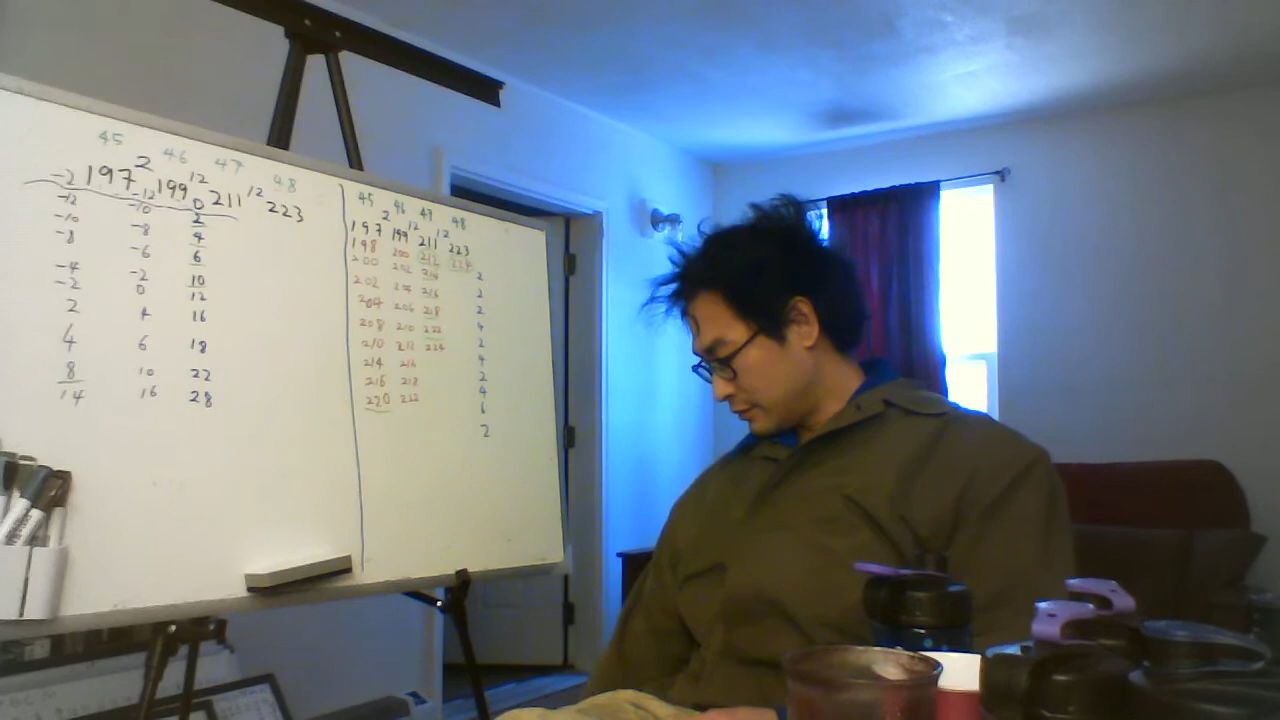 45 46 47 48
-2 197 2 199 12 211 12 223
-12 -12 0
-10 -10 2
-8 -8 4
-4 -6 6
-2 -2 10
2 0 12
4 4 16
8 6 18
14 10 22
16 28
45 46 47 48
2 12 12
197 199 211 223
198 200 212 224
200 202 214 2
202 204 216 2
204 206 218 2
208 210 222 4
210 212 224 2
214 216 4
216 218 2
220 222 4
6
2